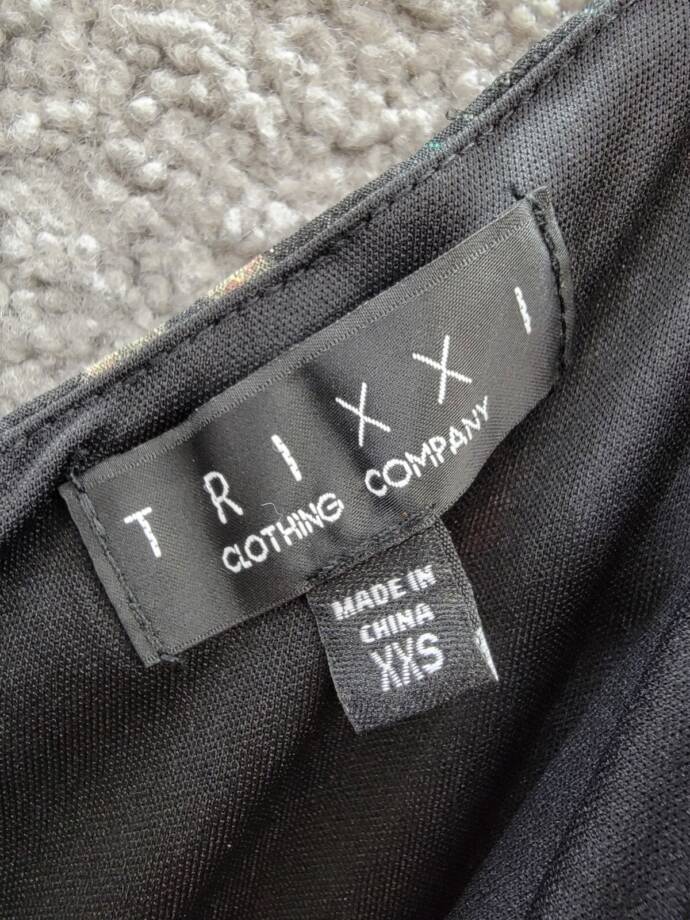 TRIXXI
CLOTHING COMPANY
MADE IN
CHINA
XXS